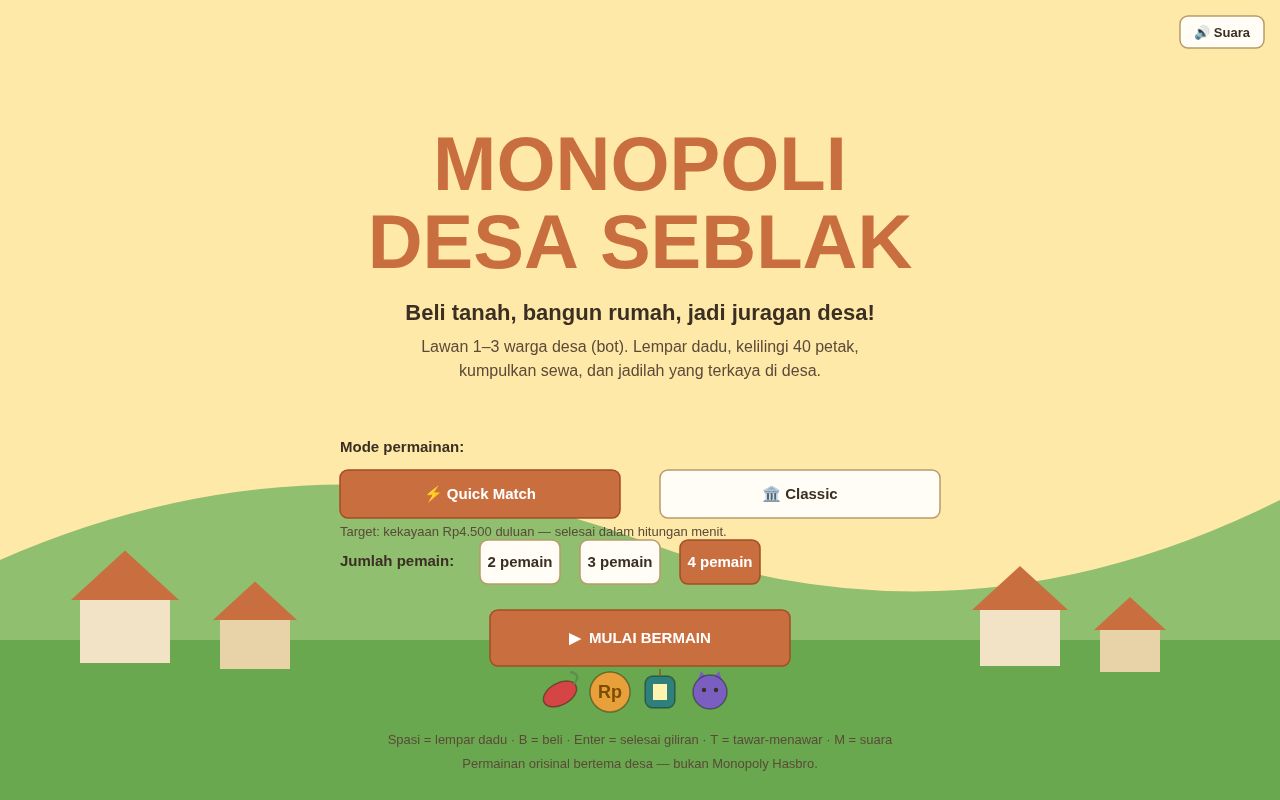 🔊 Suara
MONOPOLI
DESA SEBLAK
Beli tanah, bangun rumah, jadi juragan desa!
Lawan 1–3 warga desa (bot). Lempar dadu, kelilingi 40 petak,
kumpulkan sewa, dan jadilah yang terkaya di desa.
Mode permainan:
⚡ Quick Match
🏛️ Classic
Target: kekayaan Rp4.500 duluan — selesai dalam hitungan menit.
Jumlah pemain:
2 pemain
3 pemain
4 pemain
▶ MULAI BERMAIN
Rp
Spasi = lempar dadu · B = beli · Enter = selesai giliran · T = tawar-menawar · M = suara
Permainan orisinal bertema desa — bukan Monopoly Hasbro.